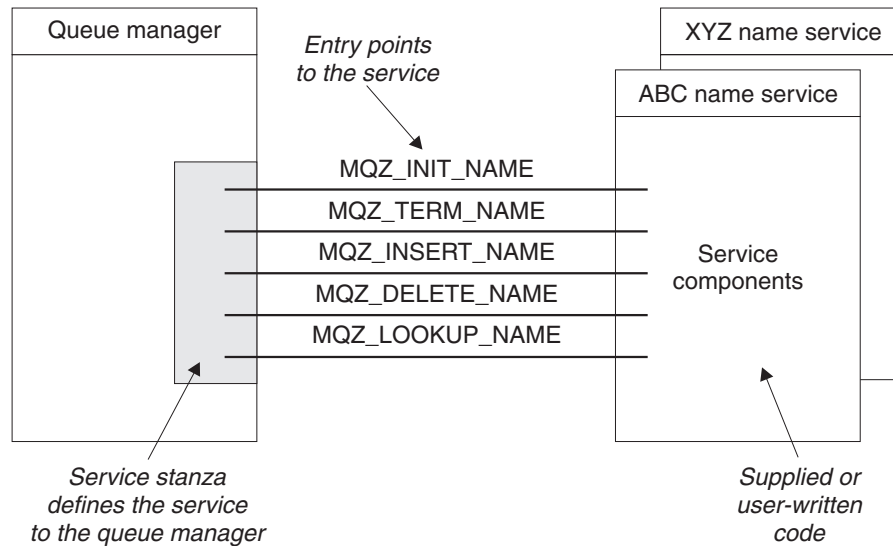 Queue manager
Entry points
to the service
XYZ name service
ABC name service
MQZ_INIT_NAME
MQZ_TERM_NAME
MQZ_INSERT_NAME
MQZ_DELETE_NAME
MQZ_LOOKUP_NAME
Service
components
Service stanza
defines the service
to the queue manager
Supplied or
user-written
code